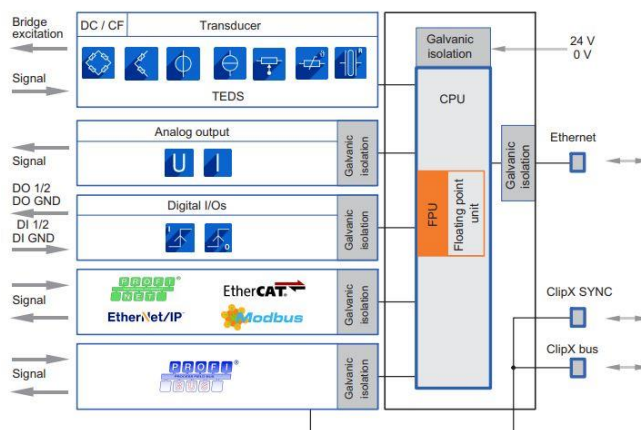 Bridge
excitation
DC / CF
Transducer
Galvanic
isolation
24 V
0 V
Signal
TEDS
CPU
Analog output
Signal
U
I
Galvanic
isolation
Galvanic
isolation
Ethernet
DO 1/2
DO GND
DI 1/2
DI GND
Digital I/Os
I
O
Galvanic
isolation
FPU
Floating point
unit
Signal
PROFI
NET
EtherCAT®
EtherNet/IP
Modbus
Galvanic
isolation
ClipX SYNC
ClipX bus
Signal
PROFI
BUS
Galvanic
isolation